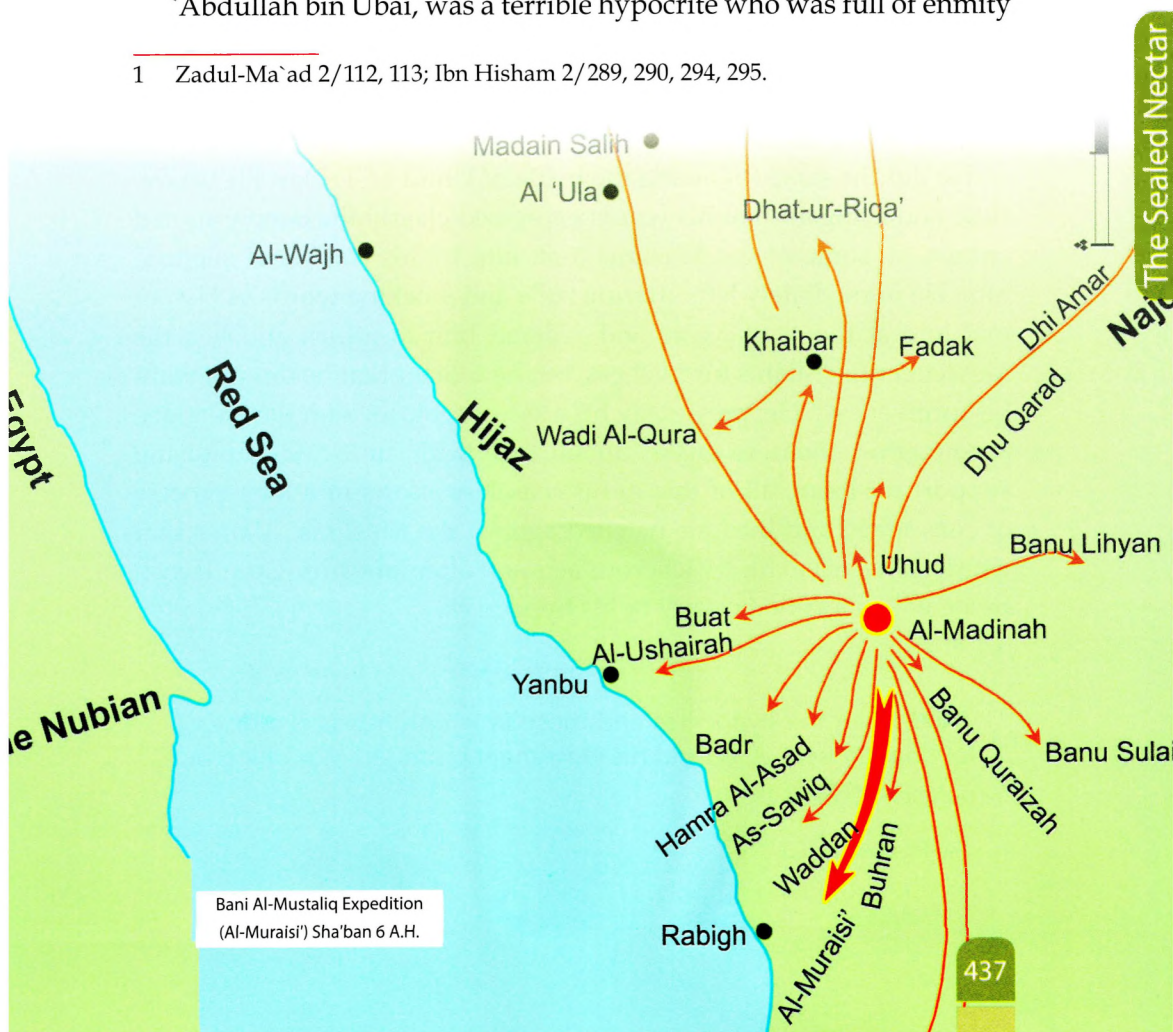 'Abdullah bin Ubai, was a terrible hypocrite who was full of enmity
1 Zadul-Ma`ad 2/112, 113; Ibn Hisham 2/289, 290, 294, 295.
The Sealed Nectar
Madain Salih
Al 'Ula
Dhat-ur-Riqa'
Al-Wajh
Dhi Amar
Najd
Khaibar
Fadak
Egypt
Red Sea
Hijaz
Wadi Al-Qura
Dhu Qarad
Uhud
Banu Lihyan
Buat
Al-Madinah
Al-Ushairah
Yanbu
Banu Quraizah
Banu Sulai
e Nubian
Badr
Hamra Al-Asad
As-Sawiq
Waddan
Buhran
Bani Al-Mustaliq Expedition
(Al-Muraisi') Sha'ban 6 A.H.
Rabigh
Al-Muraisi'
437